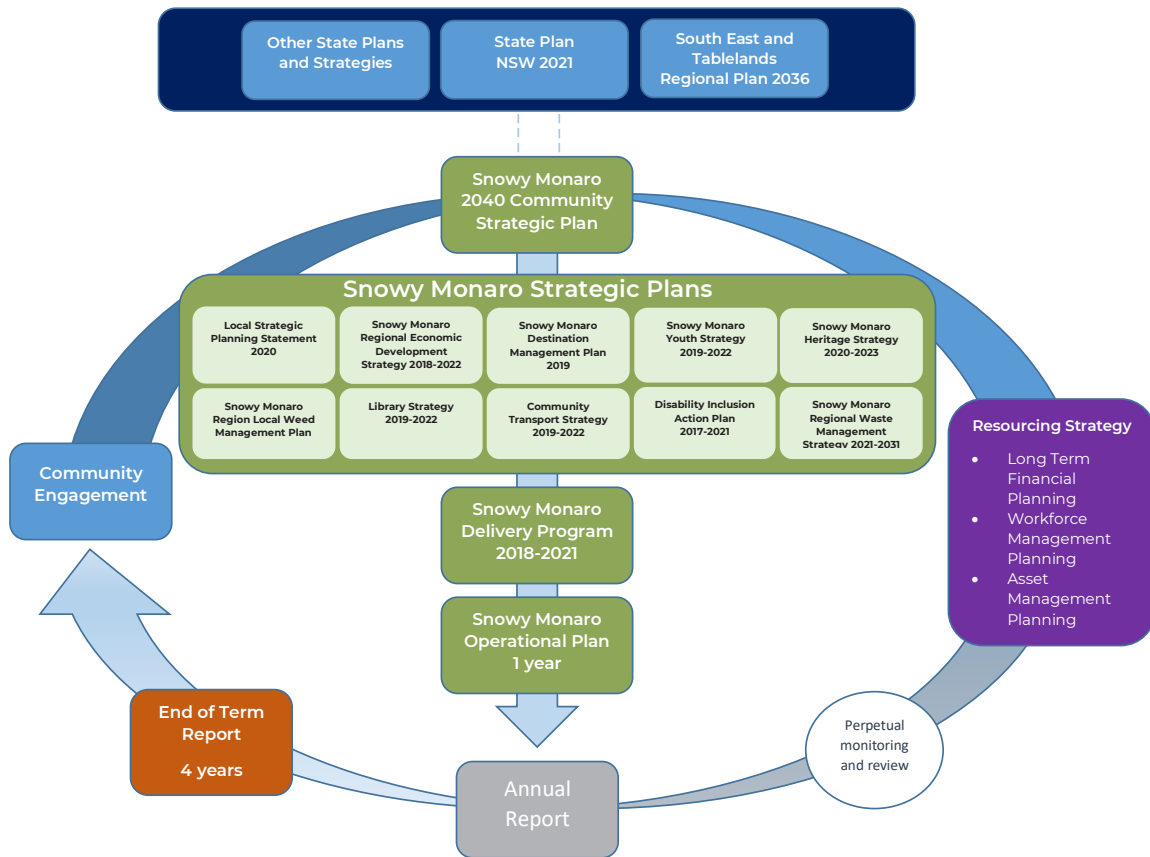 Other State Plans
and Strategies
State Plan
NSW 2021
South East and
Tablelands
Regional Plan 2036
Snowy Monaro
2040 Community
Strategic Plan
Snowy Monaro Strategic Plans
Local Strategic
Planning Statement
2020
Snowy Monaro
Regional Economic
Development
Strategy 2018-2022
Snowy Monaro
Destination
Management Plan
2019
Snowy Monaro
Youth Strategy
2019-2022
Snowy Monaro
Heritage Strategy
2020-2023
Snowy Monaro
Region Local Weed
Management Plan
Library Strategy
2019-2022
Community
Transport Strategy
2019-2022
Disability Inclusion
Action Plan
2017-2021
Snowy Monaro
Regional Waste
Management
Strategy 2021-2031
Community
Engagement
Resourcing Strategy
• Long Term
Financial
Planning
• Workforce
Management
Planning
• Asset
Management
Planning
Snowy Monaro
Delivery Program
2018-2021
Snowy Monaro
Operational Plan
1 year
End of Term
Report
4 years
Perpetual
monitoring
and review
Annual
Report